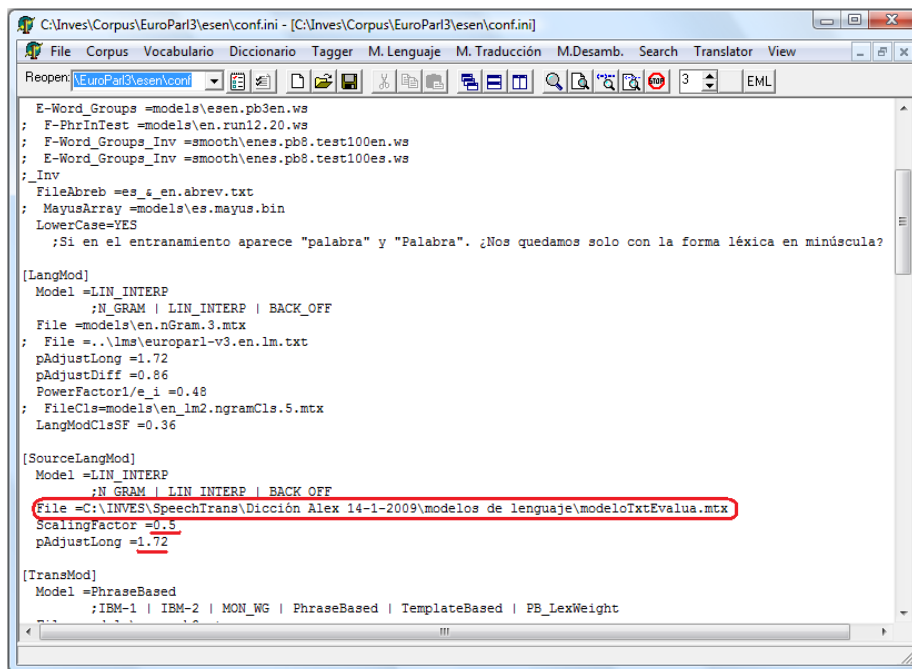 C:\Inves\Corpus\EuroParl3\esen\conf.ini - [C:\Inves\Corpus\EuroParl3\esen\conf.ini]
File Corpus Vocabulario Diccionario Tagger M. Lenguaje M. Traducción M.Desamb. Search Translator View
Reopen: \EuroParl3\esen\conf 3 EML
E-Word_Groups =models\esen.pb3en.ws
; F-PhrInTest =models\en.run12.20.ws
; F-Word_Groups_Inv =smooth\enes.pb8.test100en.ws
; E-Word_Groups_Inv =smooth\enes.pb8.test100es.ws
;_Inv
FileAbreb =es_&_en.abrev.txt
; MayusArray =models\es.mayus.bin
LowerCase=YES
;Si en el entranamiento aparece "palabra" y "Palabra". ¿Nos quedamos solo con la forma léxica en minúscula?
[LangMod]
Model =LIN_INTERP
;N_GRAM | LIN_INTERP | BACK_OFF
File =models\en.nGram.3.mtx
; File =..\lms\europarl-v3.en.lm.txt
pAdjustLong =1.72
pAdjustDiff =0.86
PowerFactor1/e_i =0.48
; FileCls=models\en_lm2.ngramCls.5.mtx
LangModClsSF =0.36
[SourceLangMod]
Model =LIN_INTERP
;N_GRAM | LIN_INTERP | BACK_OFF
File =C:\INVES\SpeechTrans\Dicción Alex 14-1-2009\modelos de lenguaje\modeloTxtEvalua.mtx
ScalingFactor =0.5
pAdjustLong =1.72
[TransMod]
Model =PhraseBased
;IBM-1 | IBM-2 | MON_WG | PhraseBased | TemplateBased | PB_LexWeight